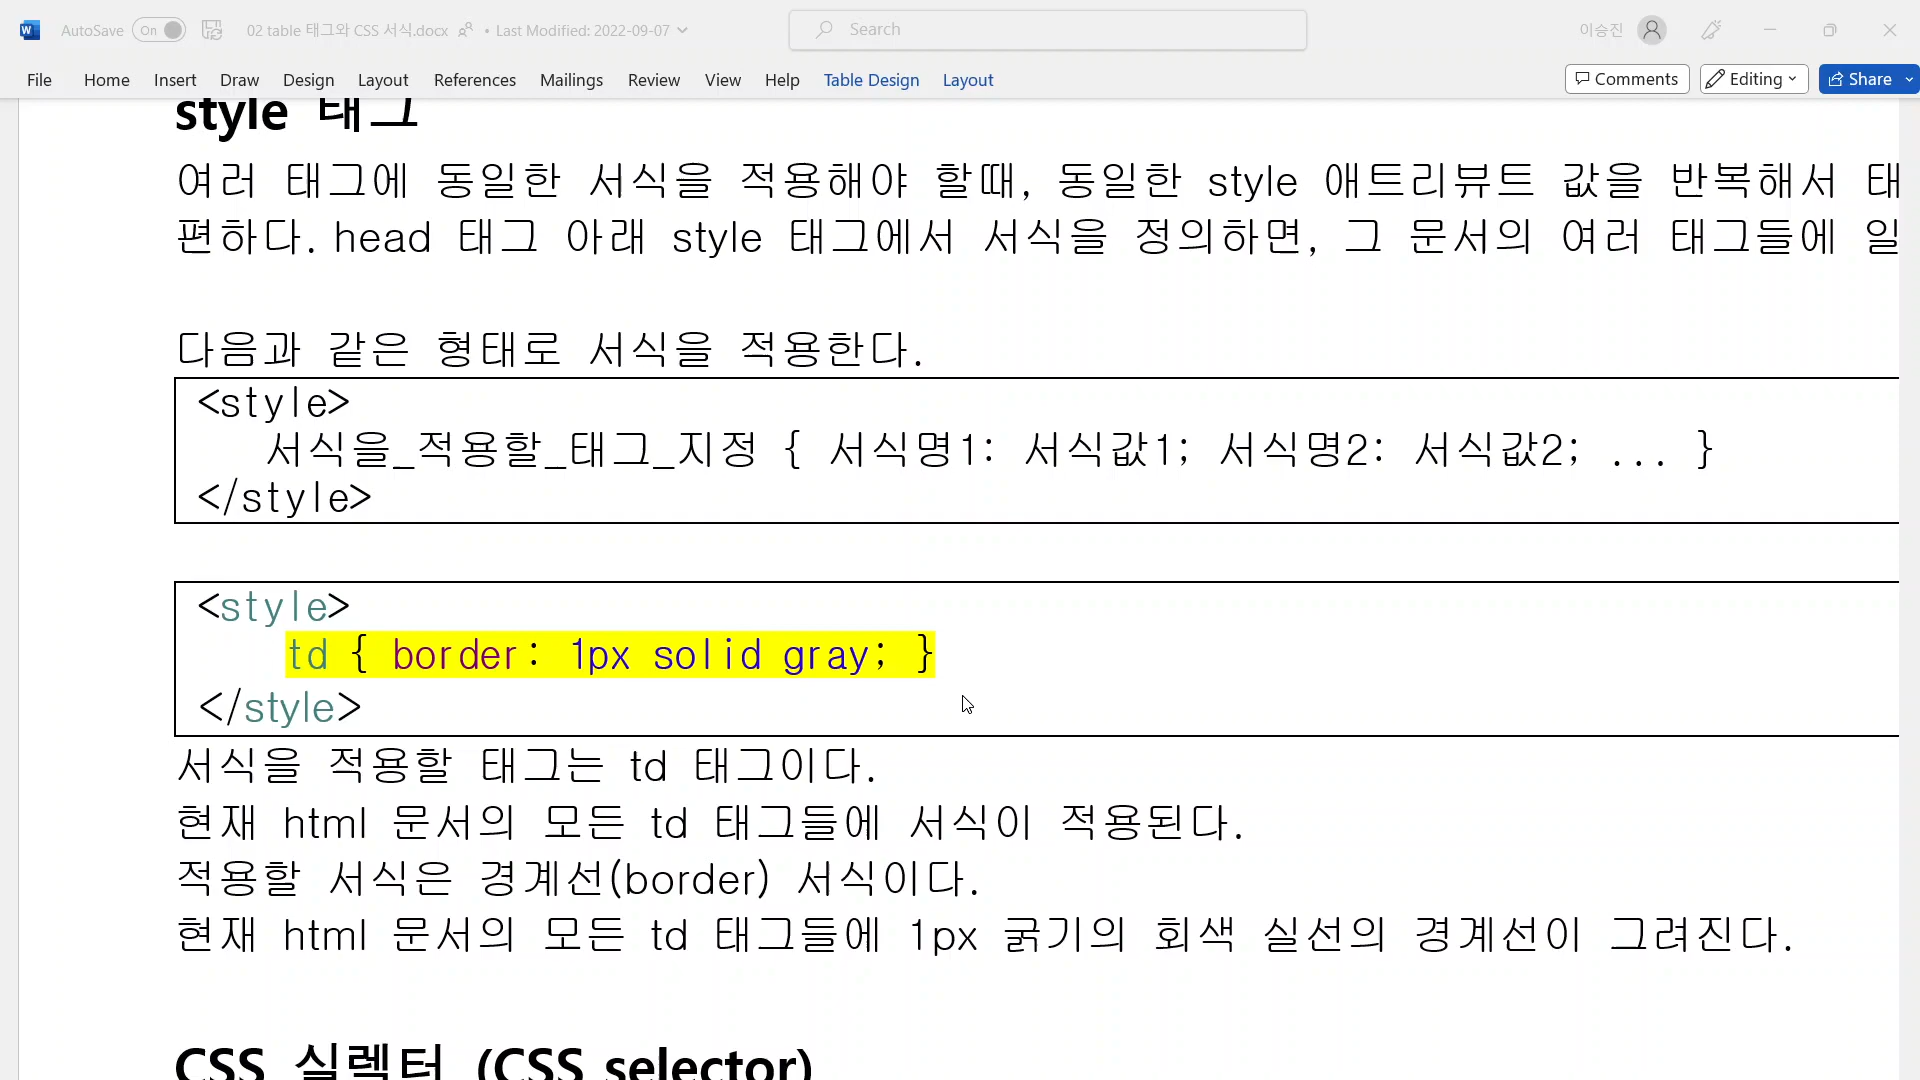 AutoSave On 02 table 태그와 CSS 서식.docx • Last Modified: 2022-09-07 Search 이승진
File Home Insert Draw Design Layout References Mailings Review View Help Table Design Layout Comments Editing Share
style 태그
여러 태그에 동일한 서식을 적용해야 할때, 동일한 style 애트리뷰트 값을 반복해서 태
편하다. head 태그 아래 style 태그에서 서식을 정의하면, 그 문서의 여러 태그들에 일
다음과 같은 형태로 서식을 적용한다.
<style>
서식을_적용할_태그_지정 { 서식명1: 서식값1; 서식명2: 서식값2; ... }
</style>
<style>
td { border: 1px solid gray; }
</style>
서식을 적용할 태그는 td 태그이다.
현재 html 문서의 모든 td 태그들에 서식이 적용된다.
적용할 서식은 경계선(border) 서식이다.
현재 html 문서의 모든 td 태그들에 1px 굵기의 회색 실선의 경계선이 그려진다.
CSS 실렉터 (CSS selector)